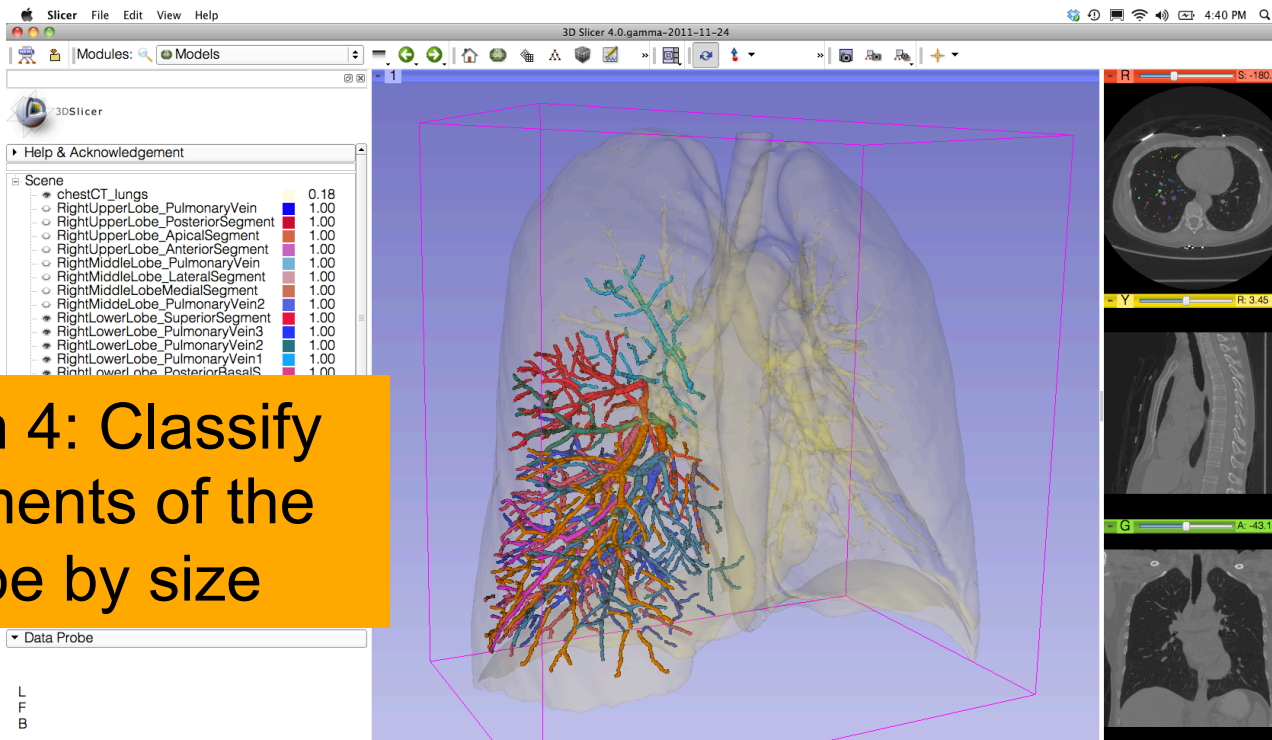 Slicer File Edit View Help 4:40 PM
3D Slicer 4.0.gamma-2011-11-24
Modules: Models » »
1
R S: -180.
3DSlicer
Help & Acknowledgement
Scene
chestCT_lungs 0.18
RightUpperLobe_PulmonaryVein 1.00
RightUpperLobe_PosteriorSegment 1.00
RightUpperLobe_ApicalSegment 1.00
RightUpperLobe_AnteriorSegment 1.00
RightMiddleLobe_PulmonaryVein 1.00
RightMiddleLobe_LateralSegment 1.00
RightMiddleLobeMedialSegment 1.00
RightMiddeLobe_PulmonaryVein2 1.00
RightLowerLobe_SuperiorSegment 1.00
RightLowerLobe_PulmonaryVein3 1.00
RightLowerLobe_PulmonaryVein2 1.00
RightLowerLobe_PulmonaryVein1 1.00
RightLowerLobe_PosteriorBasalS 1.00
Y R: 3.45
4: Classify
ments of the
be by size
G A: -43.1
Data Probe
L
F
B